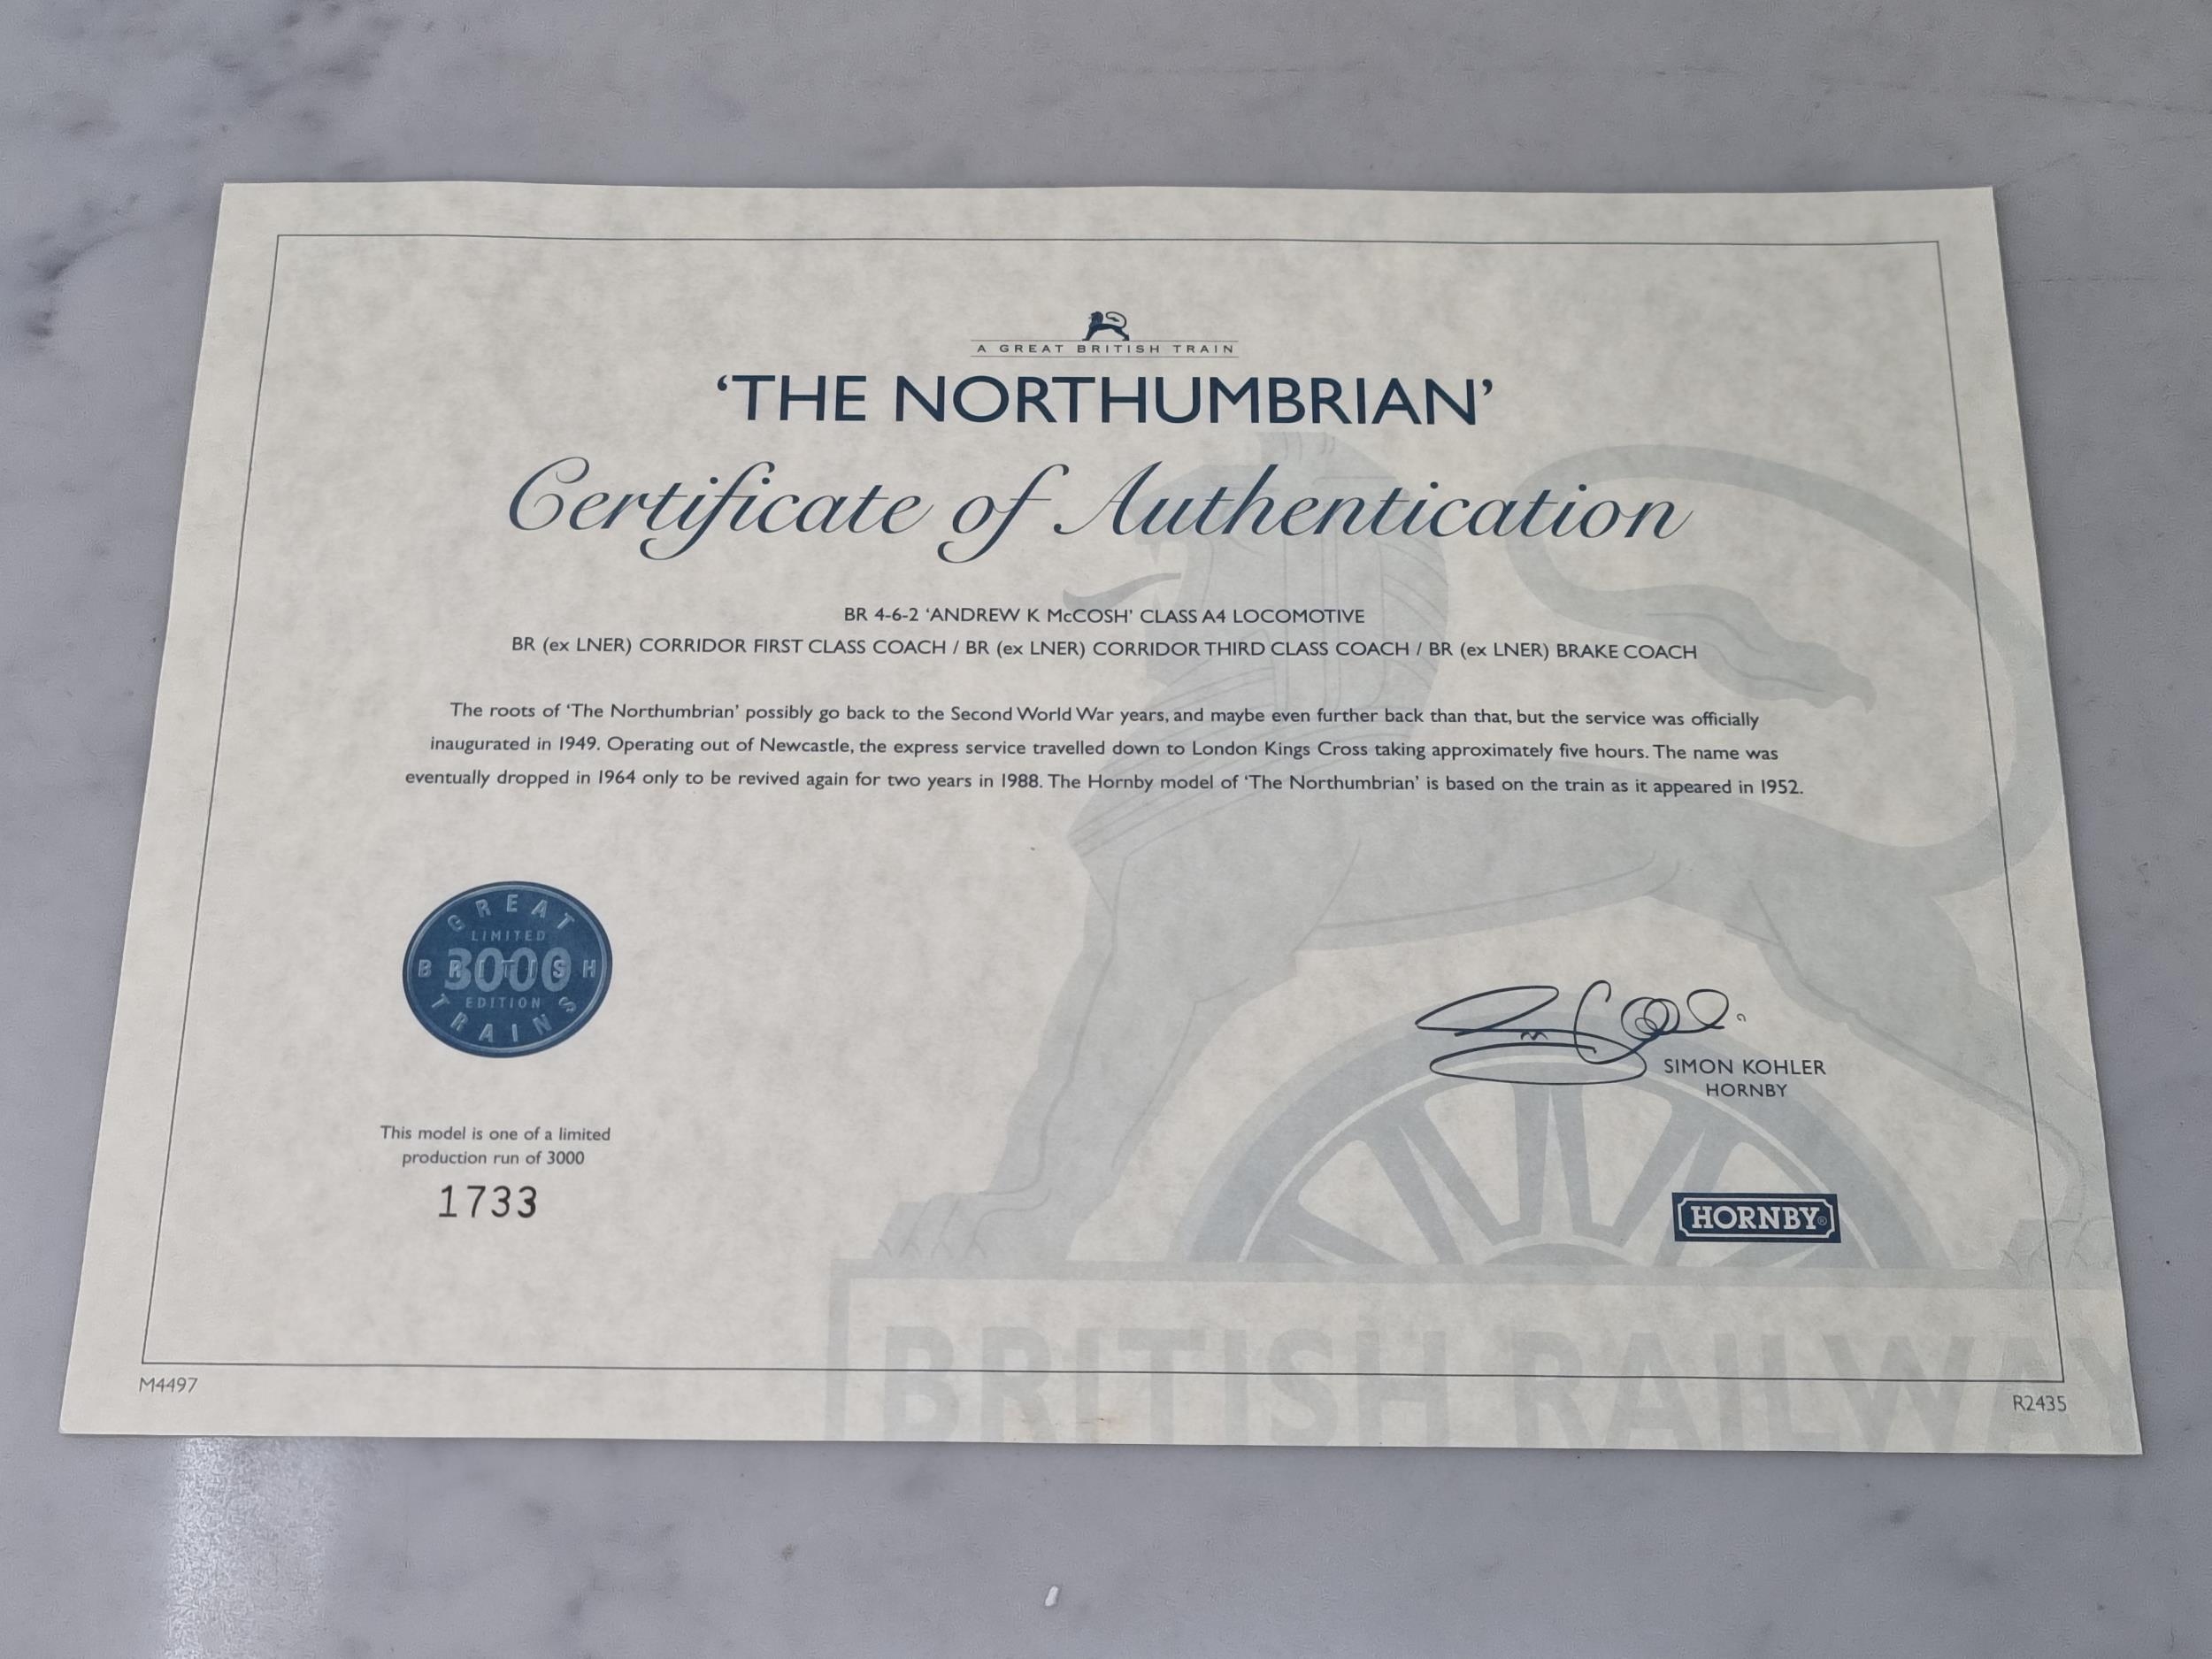 A GREAT BRITISH TRAIN
‘THE NORTHUMBRIAN’
Certificate of Authentication
BR 4-6-2 ‘ANDREW K McCOSH’ CLASS A4 LOCOMOTIVE
BR (ex LNER) CORRIDOR FIRST CLASS COACH / BR (ex LNER) CORRIDOR THIRD CLASS COACH / BR (ex LNER) BRAKE COACH
The roots of ‘The Northumbrian’ possibly go back to the Second World War years, and maybe even further back than that, but the service was officially
inaugurated in 1949. Operating out of Newcastle, the express service travelled down to London Kings Cross taking approximately five hours. The name was
eventually dropped in 1964 only to be revived again for two years in 1988. The Hornby model of ‘The Northumbrian’ is based on the train as it appeared in 1952.
GREAT
LIMITED
BRITISH
3000
EDITION
TRAINS
SIMON KOHLER
HORNBY
This model is one of a limited
production run of 3000
1733
HORNBY®
BRITISH RAILWAY
M4497
R2435